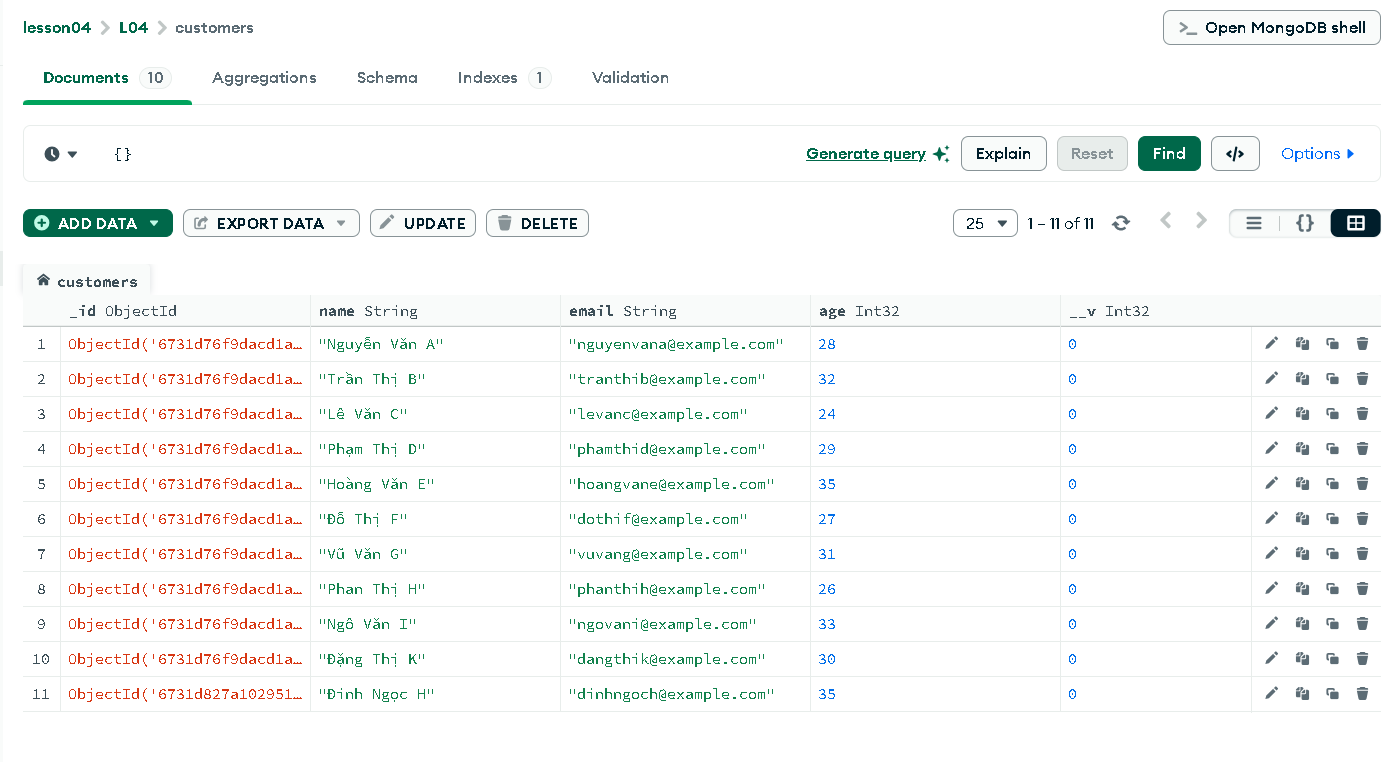 lesson04 > L04 > customers
>_ Open MongoDB shell
Documents 10 Aggregations Schema Indexes 1 Validation
{} Generate query Explain Reset Find </> Options
ADD DATA EXPORT DATA UPDATE DELETE 25 1 – 11 of 11 {}
customers
_id ObjectId name String email String age Int32 __v Int32
1 ObjectId('6731d76f9dacd1a… "Nguyễn Văn A" "nguyenvana@example.com" 28 0
2 ObjectId('6731d76f9dacd1a… "Trần Thị B" "tranthib@example.com" 32 0
3 ObjectId('6731d76f9dacd1a… "Lê Văn C" "levanc@example.com" 24 0
4 ObjectId('6731d76f9dacd1a… "Phạm Thị D" "phamthid@example.com" 29 0
5 ObjectId('6731d76f9dacd1a… "Hoàng Văn E" "hoangvane@example.com" 35 0
6 ObjectId('6731d76f9dacd1a… "Đỗ Thị F" "dothif@example.com" 27 0
7 ObjectId('6731d76f9dacd1a… "Vũ Văn G" "vuvang@example.com" 31 0
8 ObjectId('6731d76f9dacd1a… "Phan Thị H" "phanthih@example.com" 26 0
9 ObjectId('6731d76f9dacd1a… "Ngô Văn I" "ngovani@example.com" 33 0
10 ObjectId('6731d76f9dacd1a… "Đặng Thị K" "dangthik@example.com" 30 0
11 ObjectId('6731d827a102951… "Đinh Ngọc H" "dinhngoch@example.com" 35 0